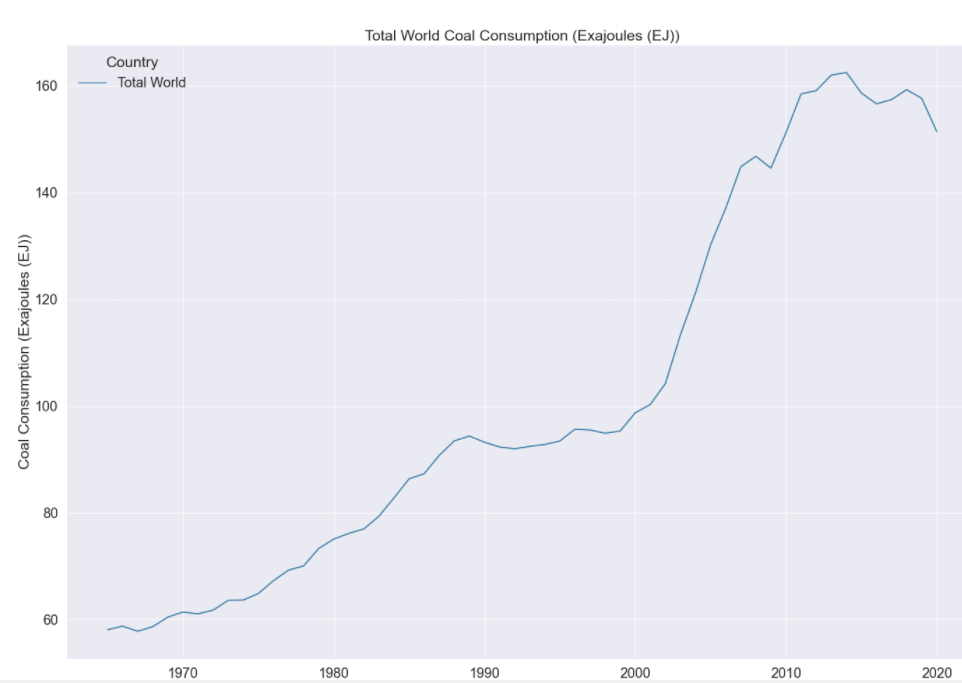 Total World Coal Consumption (Exajoules (EJ))
Country
Total World
Coal Consumption (Exajoules (EJ))
160
140
120
100
80
60
1970 1980 1990 2000 2010 2020